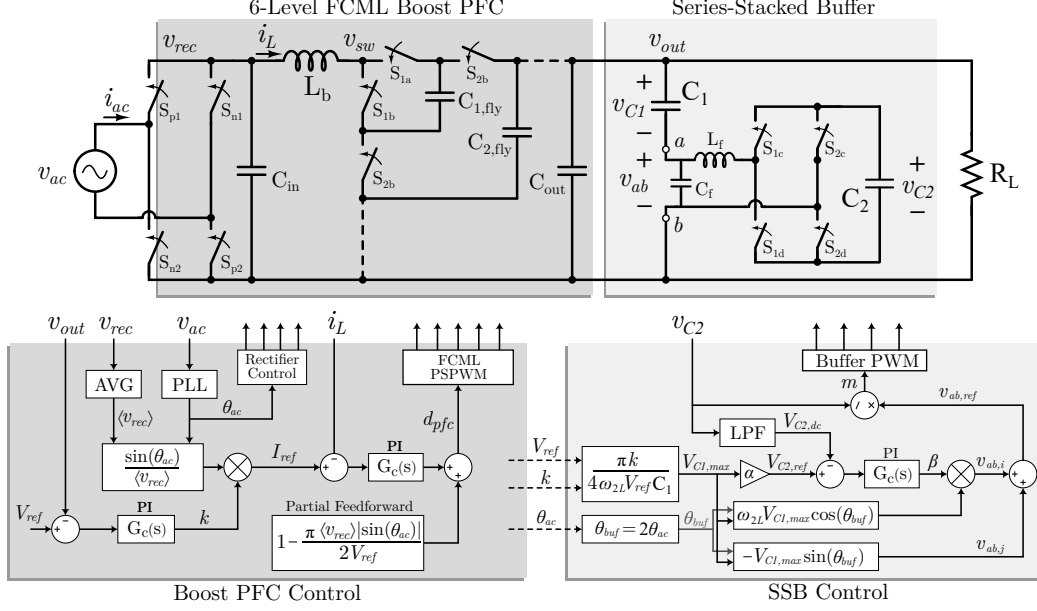 6-Level FCML Boost PFC
Series-Stacked Buffer
v_rec
i_L
v_sw
v_out
S_1a
S_2b
L_b
C_1
+
v_C1
−
S_p1
S_n1
S_1b
C_1,fly
i_ac
C_2,fly
a
L_f
S_1c
S_2c
v_ac
C_in
S_2b
C_out
+
v_ab
−
C_f
C_2
+
v_C2
−
R_L
b
S_n2
S_p2
S_1d
S_2d
v_out
v_rec
v_ac
i_L
v_C2
Rectifier
Control
FCML
PSPWM
Buffer PWM
AVG
PLL
m
/ ×
v_ab,ref
⟨v_rec⟩
θ_ac
d_pfc
LPF
V_C2,dc
sin(θ_ac)
⟨v_rec⟩
I_ref
+ −
PI
G_c(s)
+ +
V_ref
k
πk
4ω_2L V_ref C_1
V_C1,max
α
V_C2,ref
+ −
PI
G_c(s)
β
v_ab,i
+ +
V_ref
+ −
PI
G_c(s)
k
Partial Feedforward
1− π ⟨v_rec⟩|sin(θ_ac)|
2V_ref
θ_ac
θ_buf = 2θ_ac
θ_buf
ω_2L V_C1,max cos(θ_buf)
−V_C1,max sin(θ_buf)
v_ab,j
Boost PFC Control
SSB Control